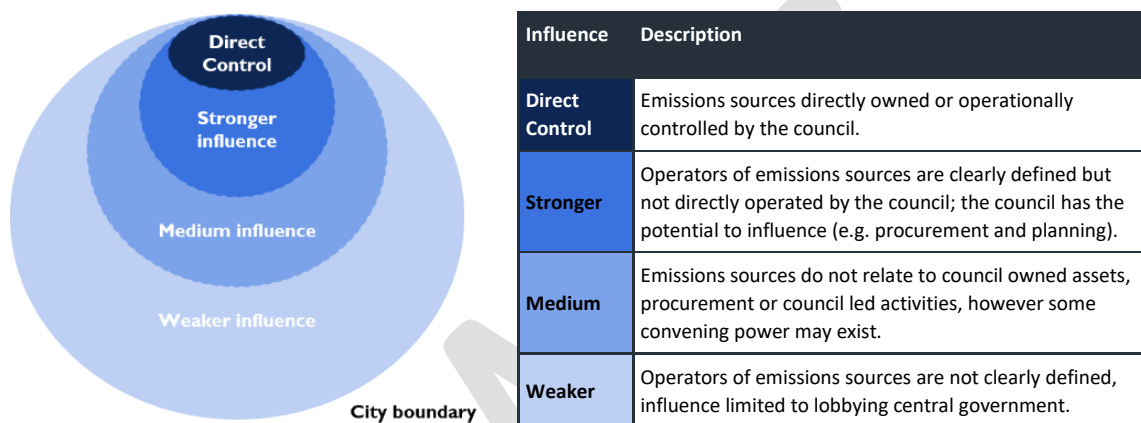 Direct
Control
Stronger
influence
Medium influence
Weaker influence
City boundary
Influence Description
Direct
Control
Emissions sources directly owned or operationally
controlled by the council.
Stronger
Operators of emissions sources are clearly defined but
not directly operated by the council; the council has the
potential to influence (e.g. procurement and planning).
Medium
Emissions sources do not relate to council owned assets,
procurement or council led activities, however some
convening power may exist.
Weaker
Operators of emissions sources are not clearly defined,
influence limited to lobbying central government.